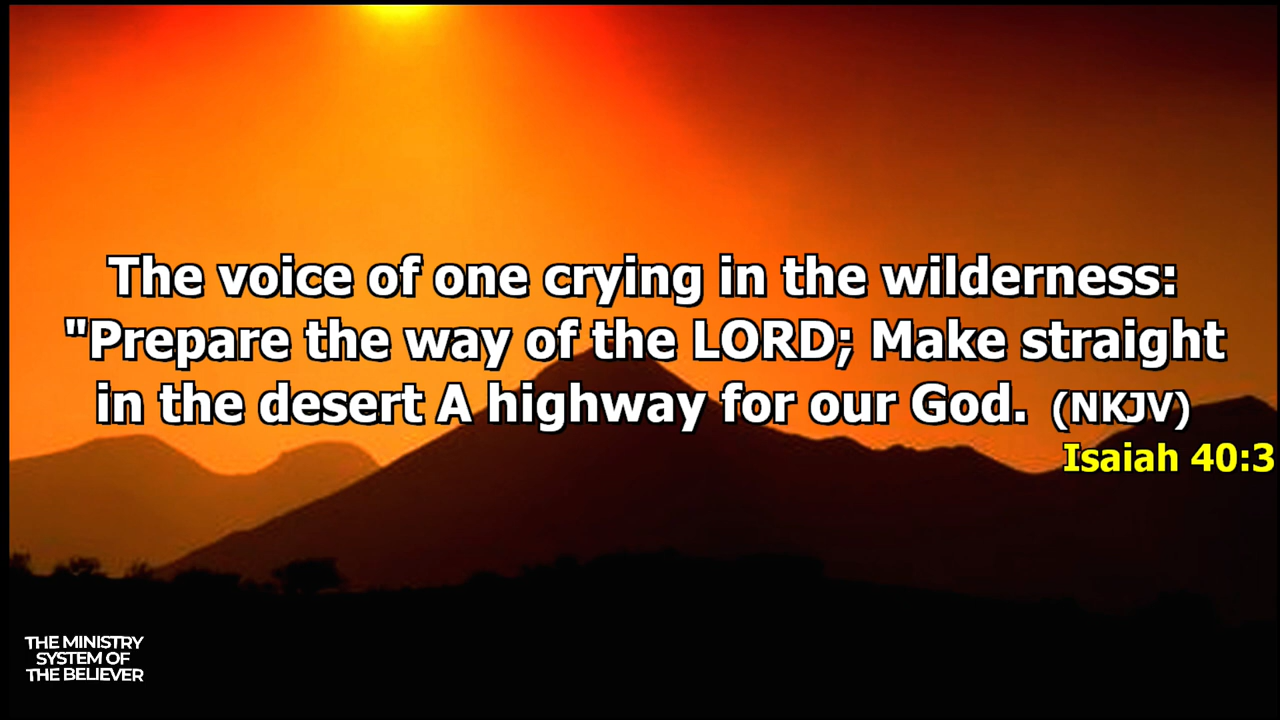 The voice of one crying in the wilderness:
"Prepare the way of the LORD; Make straight
in the desert A highway for our God. (NKJV)
Isaiah 40:3
THE MINISTRY
SYSTEM OF
THE BELIEVER